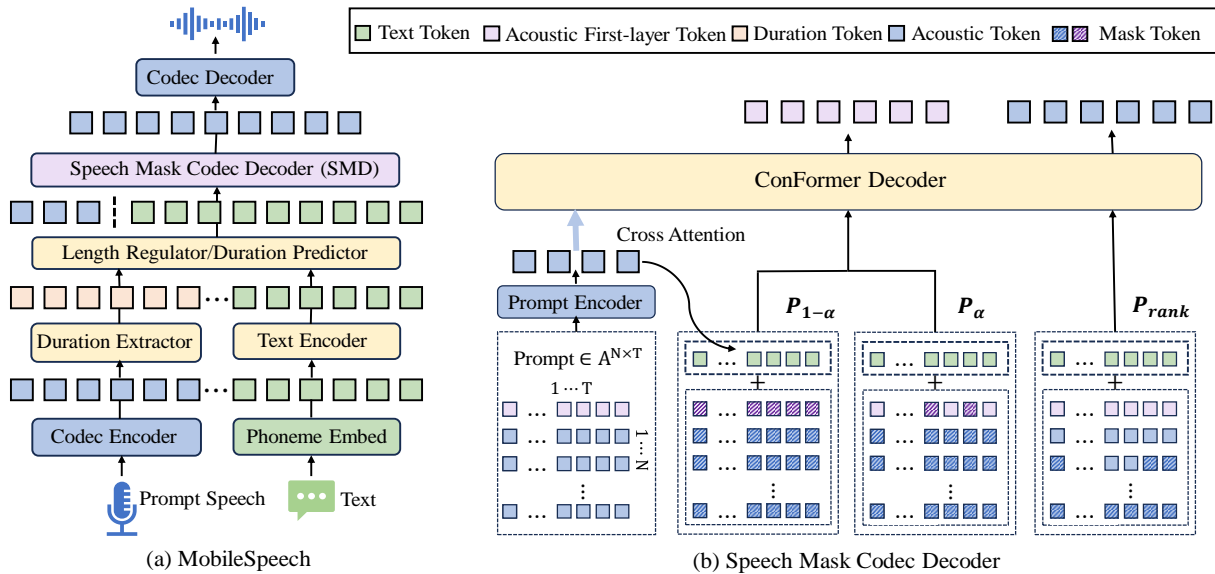 Text Token
Acoustic First-layer Token
Duration Token
Acoustic Token
Mask Token
Codec Decoder
Speech Mask Codec Decoder (SMD)
Length Regulator/Duration Predictor
...
Duration Extractor
Text Encoder
...
Codec Encoder
Phoneme Embed
Prompt Speech
Text
(a) MobileSpeech
ConFormer Decoder
Cross Attention
Prompt Encoder
P1-α
Pα
Prank
Prompt ∈ A^{N×T}
1 ⋯ T
1 ⋯ N
...
...
...
...
⋮
...
+
...
...
...
⋮
...
...
+
...
...
...
⋮
...
...
+
...
...
...
⋮
...
(b) Speech Mask Codec Decoder